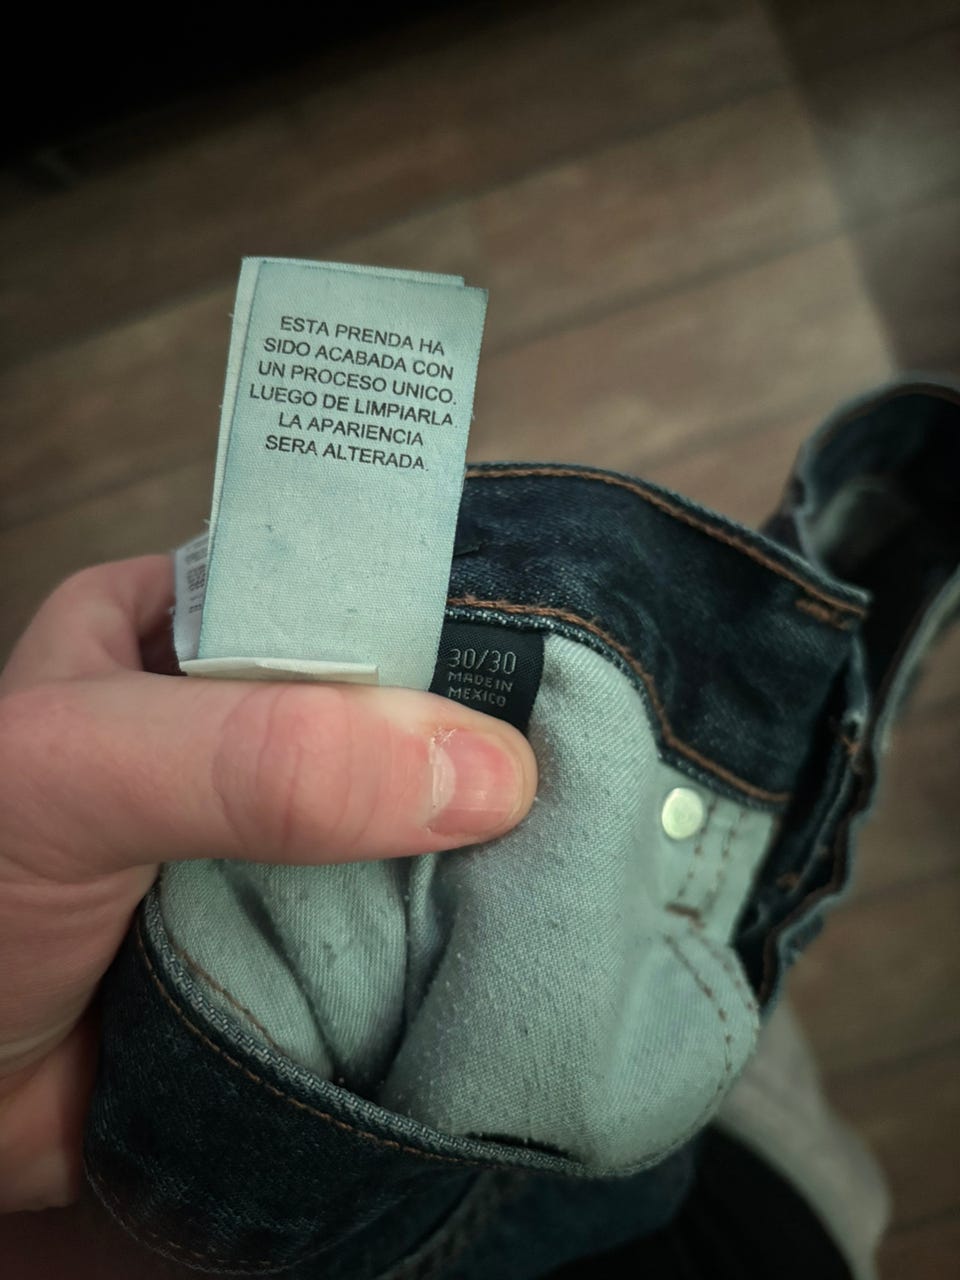 ESTA PRENDA HA
SIDO ACABADA CON
UN PROCESO UNICO.
LUEGO DE LIMPIARLA
LA APARIENCIA
SERA ALTERADA.
30/30
MADE IN
MEXICO